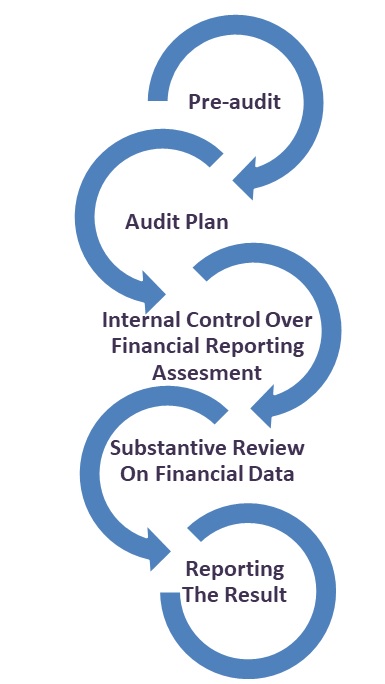 Pre-audit
Audit Plan
Internal Control Over
Financial Reporting
Assesment
Substantive Review
On Financial Data
Reporting
The Result